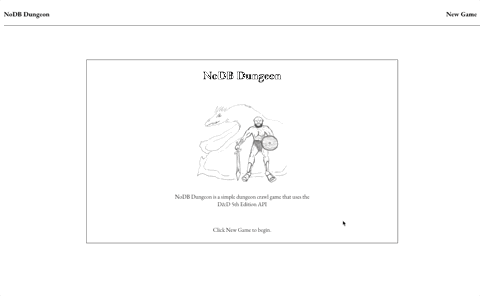 NoDB Dungeon
New Game
NoDB Dungeon
NoDB Dungeon is a simple dungeon crawl game that uses the
D&D 5th Edition API
Click New Game to begin.